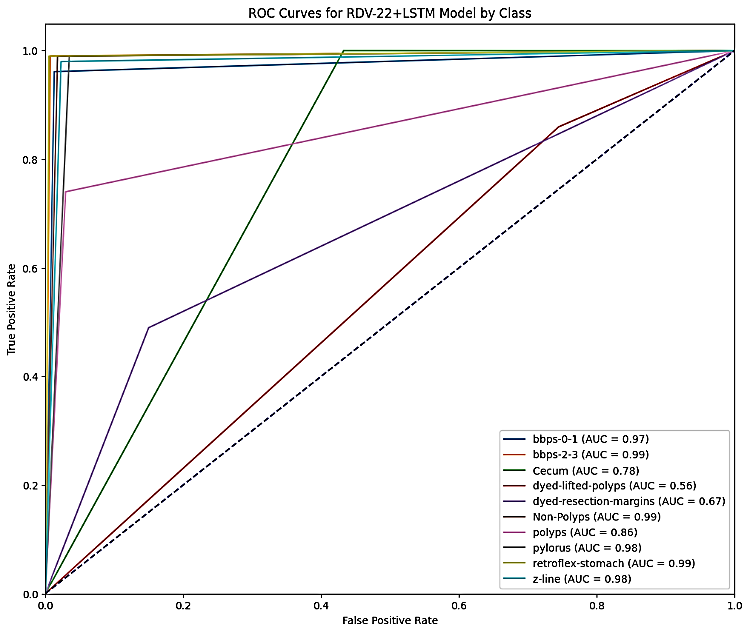 ROC Curves for RDV-22+LSTM Model by Class
True Positive Rate
1.0
0.8
0.6
0.4
0.2
0.0
bbps-0-1 (AUC = 0.97)
bbps-2-3 (AUC = 0.99)
Cecum (AUC = 0.78)
dyed-lifted-polyps (AUC = 0.56)
dyed-resection-margins (AUC = 0.67)
Non-Polyps (AUC = 0.99)
polyps (AUC = 0.86)
pylorus (AUC = 0.98)
retroflex-stomach (AUC = 0.99)
z-line (AUC = 0.98)
0.0 0.2 0.4 0.6 0.8 1.0
False Positive Rate